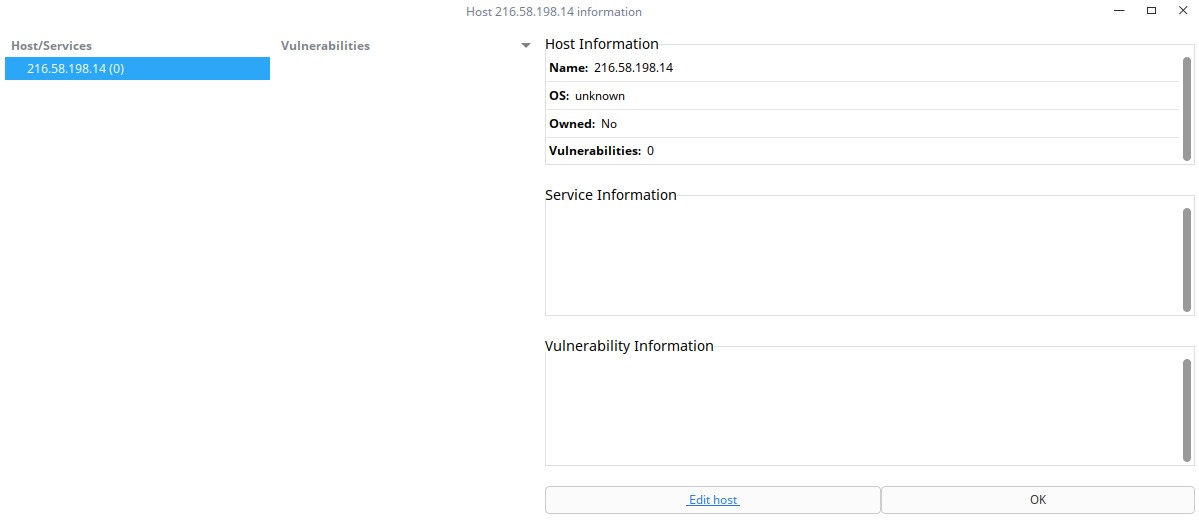 Host 216.58.198.14 information
Host/Services
Vulnerabilities
216.58.198.14 (0)
Host Information
Name: 216.58.198.14
OS: unknown
Owned: No
Vulnerabilities: 0
Service Information
Vulnerability Information
Edit host
OK